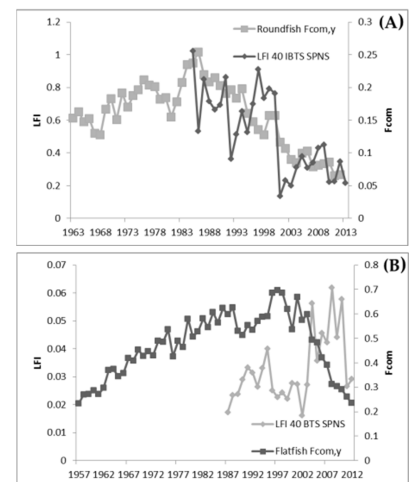 (A)
1.2 0.3
Roundfish Fcom,y
1 0.25
LFI 40 IBTS SPNS
0.8 0.2
LFI 0.6 0.15 Fcom
0.4 0.1
0.2 0.05
0 0
1963 1968 1973 1978 1983 1988 1993 1998 2003 2008 2013
(B)
0.07 0.8
0.06 0.7
0.05 0.6
0.5
0.04
LFI 0.4 Fcom
0.03
0.3
0.02
LFI 40 BTS SPNS 0.2
0.01 0.1
Flatfish Fcom,y
0 0
1957 1962 1967 1972 1977 1982 1987 1992 1997 2002 2007 2012